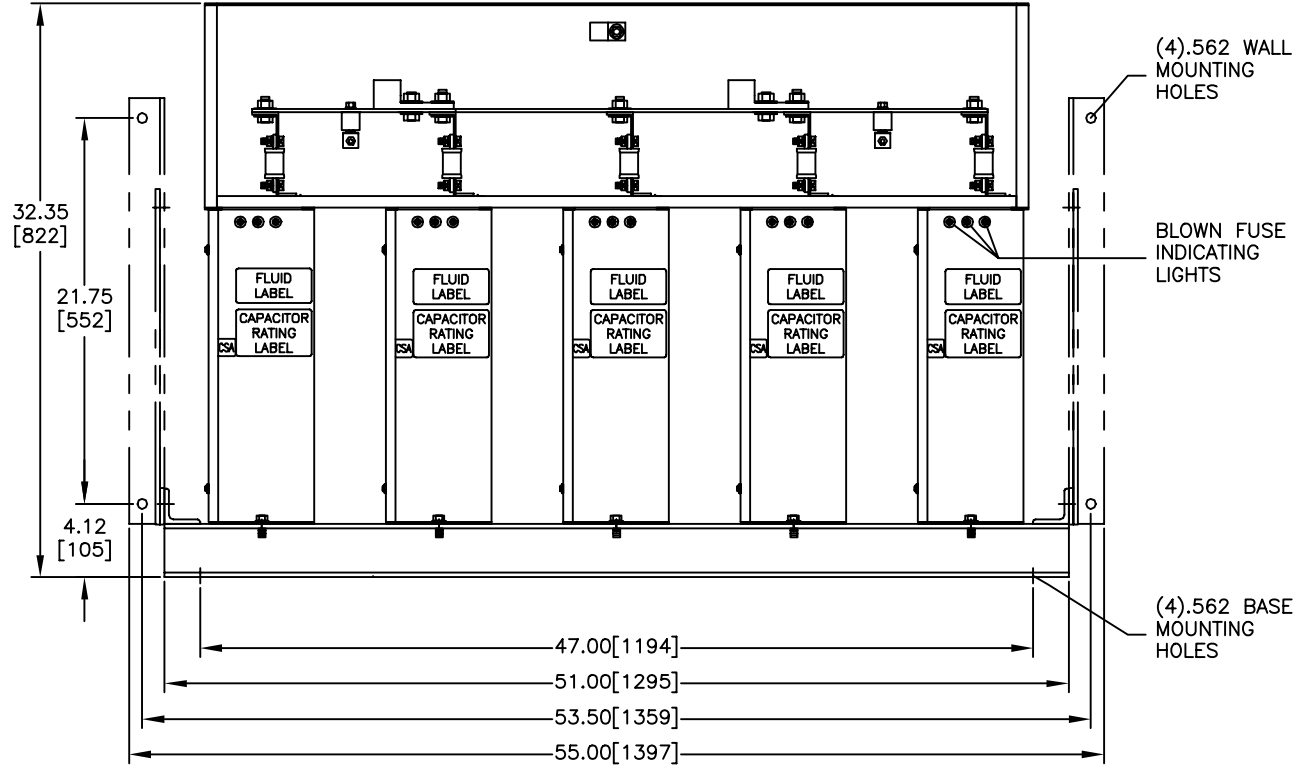 (4).562 WALL
MOUNTING
HOLES
32.35
[822]
21.75
[552]
4.12
[105]
BLOWN FUSE
INDICATING
LIGHTS
FLUID
LABEL
CAPACITOR
RATING
LABEL
CSA
FLUID
LABEL
CAPACITOR
RATING
LABEL
CSA
FLUID
LABEL
CAPACITOR
RATING
LABEL
CSA
FLUID
LABEL
CAPACITOR
RATING
LABEL
CSA
FLUID
LABEL
CAPACITOR
RATING
LABEL
CSA
(4).562 BASE
MOUNTING
HOLES
47.00[1194]
51.00[1295]
53.50[1359]
55.00[1397]